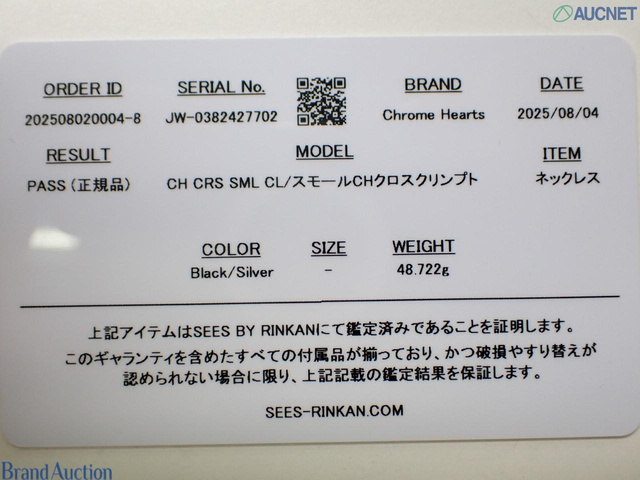 AUCNET
ORDER ID SERIAL No. BRAND DATE
202508020004-8 JW-0382427702 Chrome Hearts 2025/08/04
RESULT MODEL ITEM
PASS (正規品) CH CRS SML CL/スモールCHクロスクリンプト ネックレス
COLOR SIZE WEIGHT
Black/Silver - 48.722g
上記アイテムはSEES BY RINKANにて鑑定済みであることを証明します。
このギャランティを含めたすべての付属品が揃っており、かつ破損やすり替えが
認められない場合に限り、上記記載の鑑定結果を保証します。
SEES-RINKAN.COM
Brand Auction